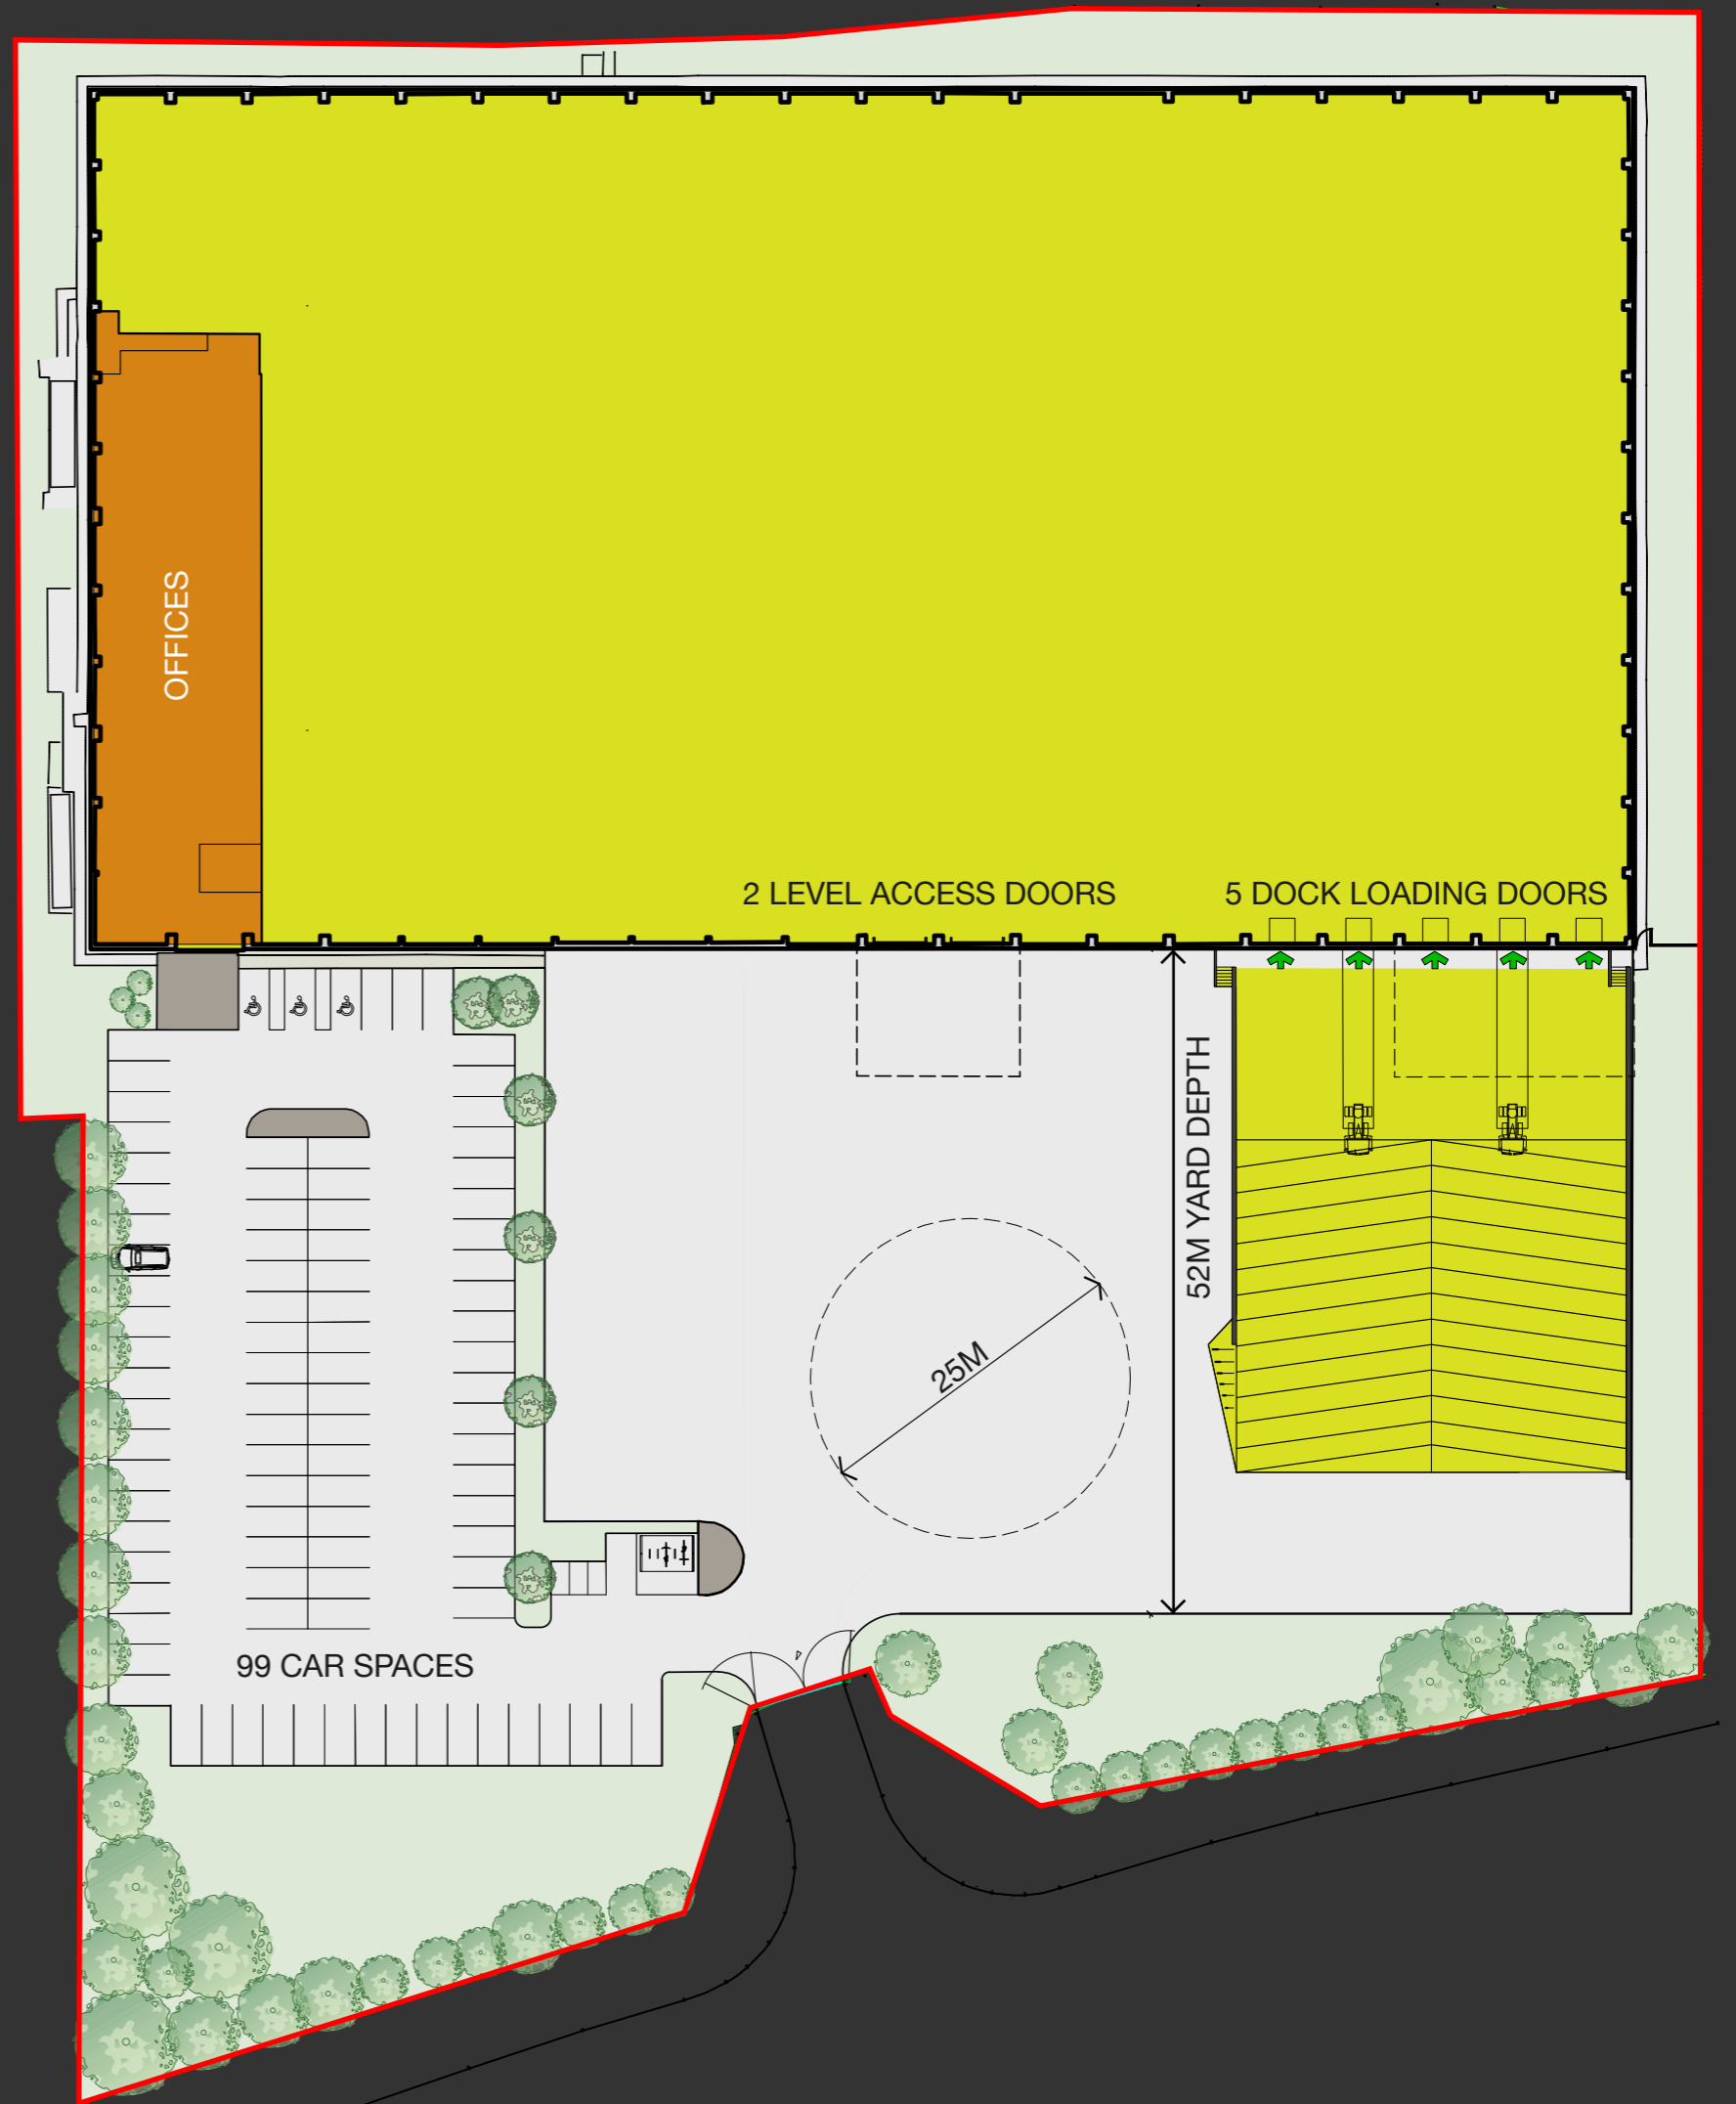 OFFICES
2 LEVEL ACCESS DOORS
5 DOCK LOADING DOORS
52M YARD DEPTH
25M
99 CAR SPACES